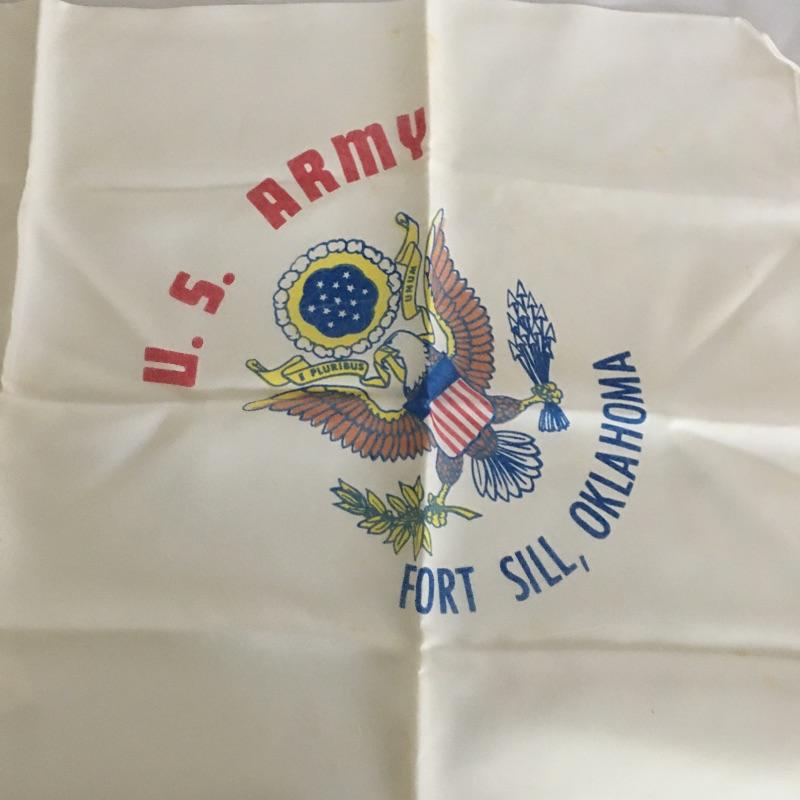 U. S. ARMY
E PLURIBUS
UNUM
FORT SILL, OKLAHOMA